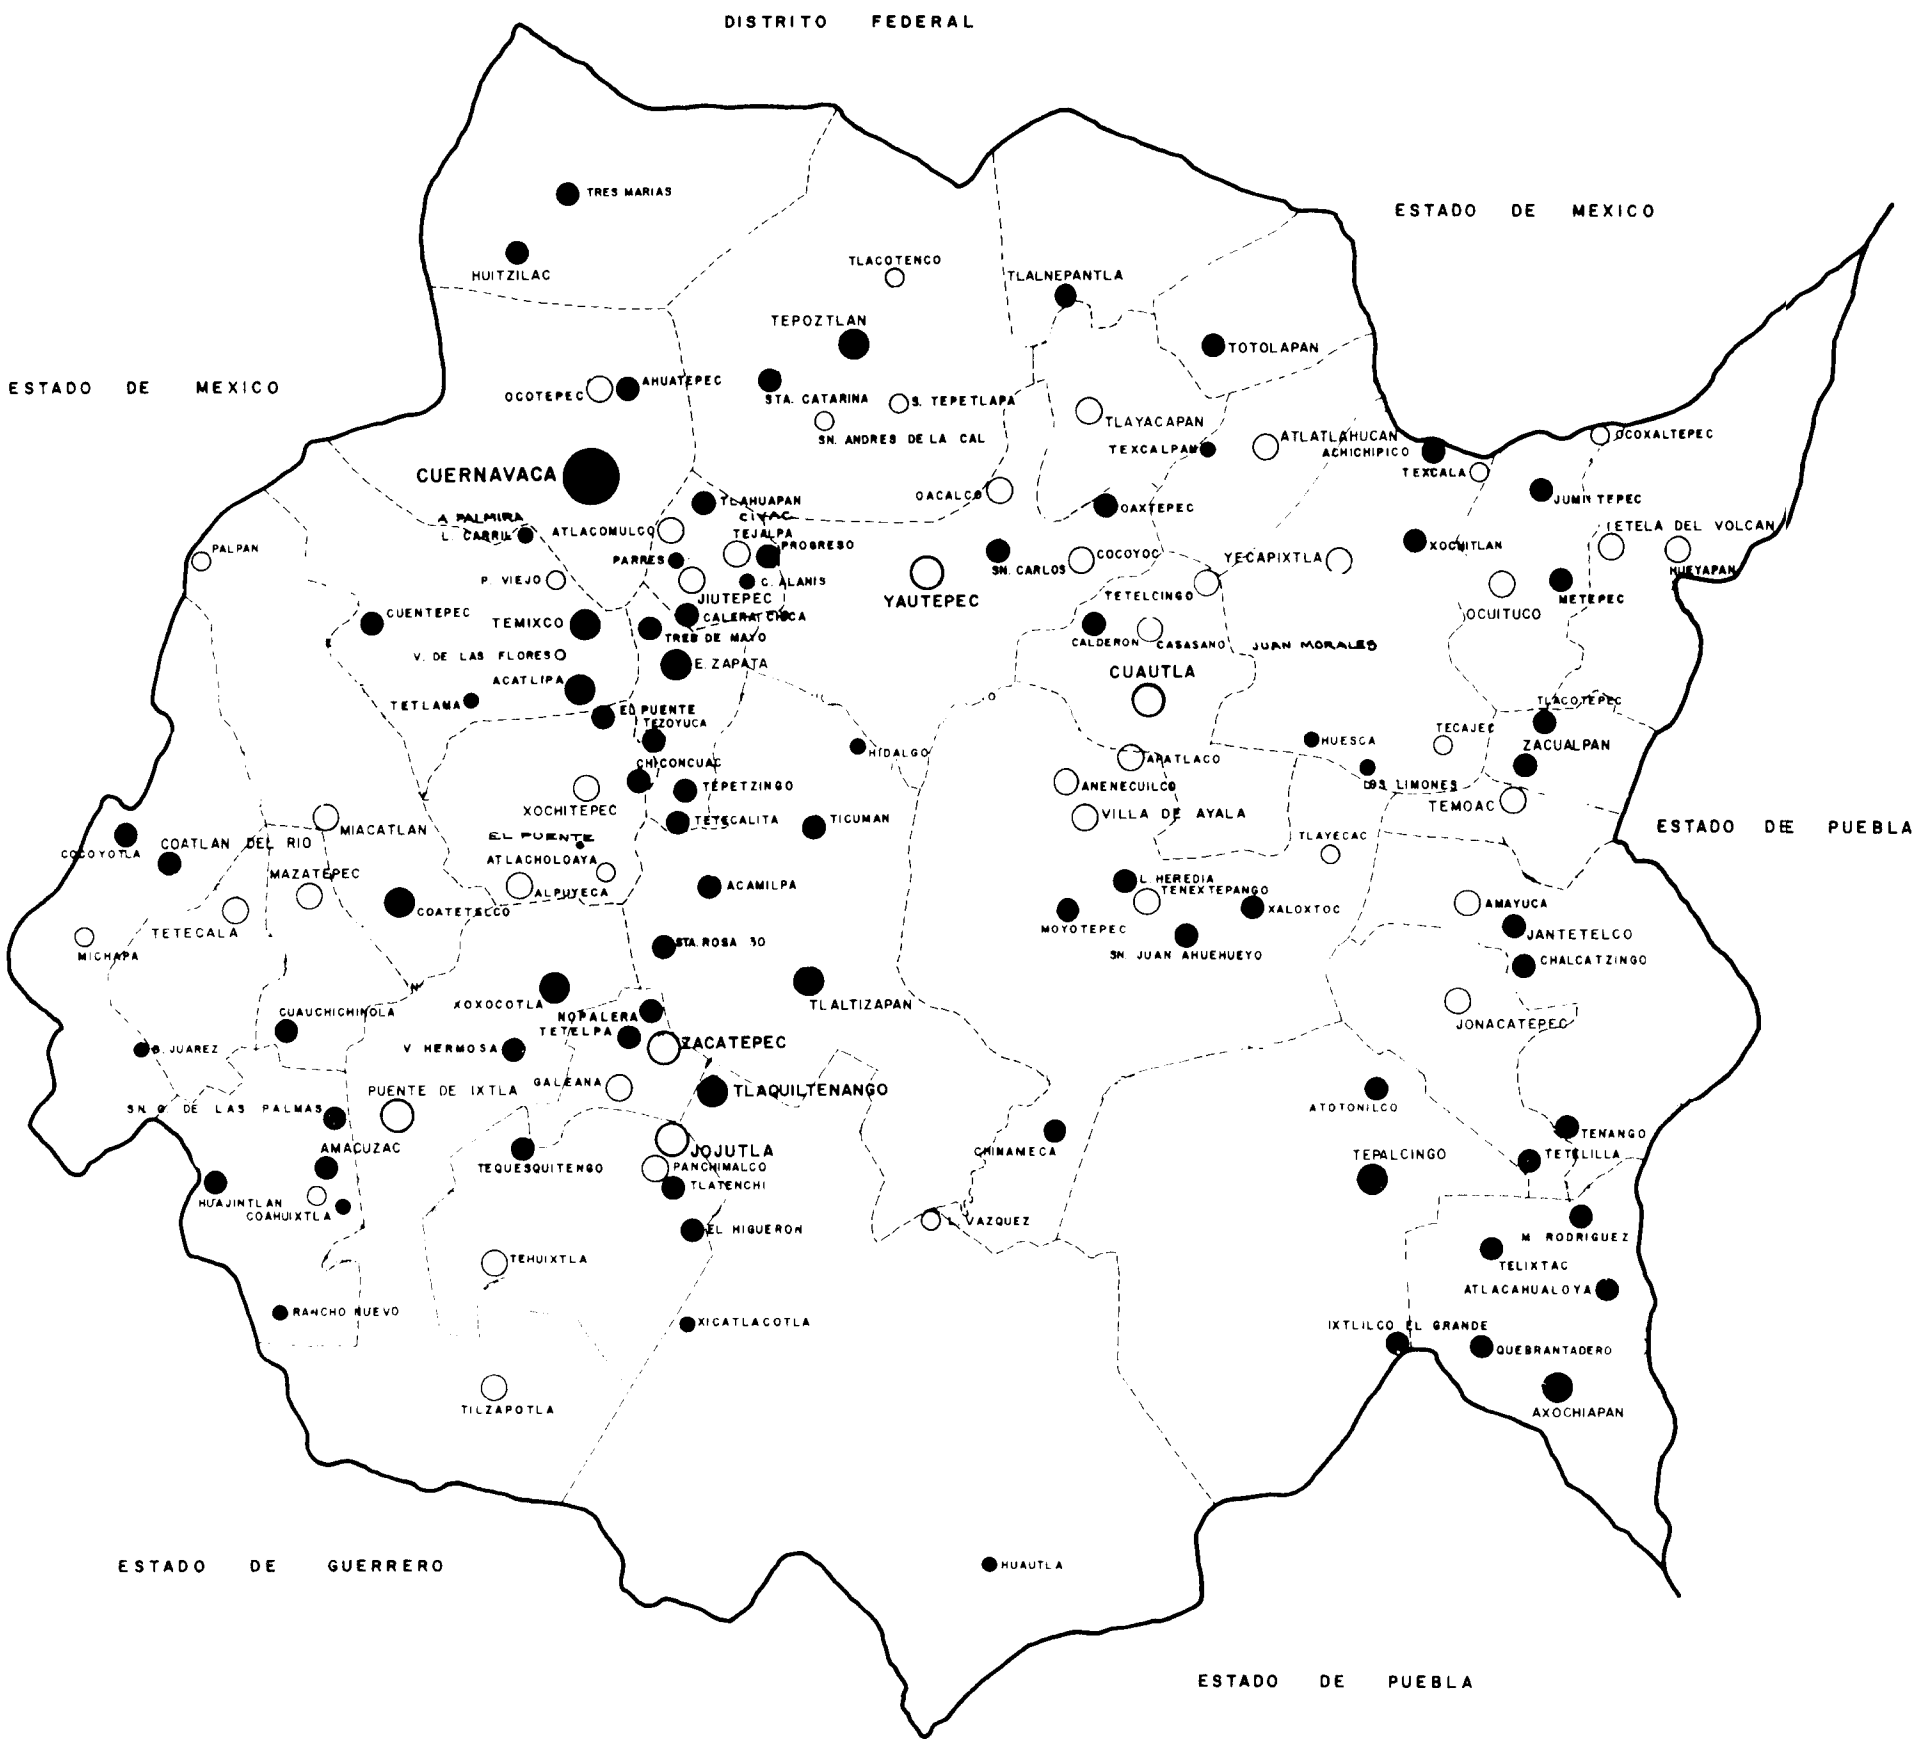 DISTRITO FEDERAL
ESTADO DE MEXICO
TRES MARIAS
HUITZILAC
TLACOTENCO
TLALNEPANTLA
TEPOZTLAN
TOTOLAPAN
ESTADO DE MEXICO
OCOTEPEC
AHUATEPEC
STA. CATARINA
S. TEPETLAPA
SN. ANDRES DE LA CAL
TLAYACAPAN
TEXCALPAN
ATLATLAHUCAN
ACHICHIPICO
OCOXALTEPEC
TEXCALA
CUERNAVACA
TLAHUAPAN
OACALCO
OAXTEPEC
JUMILTEPEC
A PALMIRA
L. CARRIL
ATLACOMULCO
CIVAC
TEJALPA
PROGRESO
TETELA DEL VOLCAN
PALPAN
PARRES
SN. CARLOS
COCOYOC
YECAPIXTLA
XOCHITLAN
HUEYAPAN
P. VIEJO
C. ALANIS
JIUTEPEC
YAUTEPEC
TETELCINGO
OCUITUCO
METEPEC
CUENTEPEC
TEMIXCO
CALERA CHICA
TRES DE MAYO
CALDERON
CASASANO
JUAN MORALES
V. DE LAS FLORES
E. ZAPATA
ACATLIPA
CUAUTLA
TETLAMA
EL PUENTE
TEZOYUCA
TLACOTEPEC
HIDALGO
HUESCA
TECAJEC
ZACUALPAN
CHICONCUAC
APATLACO
XOCHITEPEC
TEPETZINGO
ANENECUILCO
LOS LIMONES
TEMOAC
MIACATLAN
TETECALITA
TICUMAN
VILLA DE AYALA
ESTADO DE PUEBLA
COCOYOTLA
COATLAN DEL RIO
EL PUENTE
TLAYECAC
MAZATEPEC
ATLACHOLOAYA
ALPUYECA
ACAMILPA
L. HEREDIA
TENEXTEPANGO
COATETELCO
XALOXTOC
AMAYUCA
TETECALA
MOYOTEPEC
JANTETELCO
MICHAPA
STA. ROSA 30
SN. JUAN AHUEHUEYO
CHALCATZINGO
XOXOCOTLA
TLALTIZAPAN
CUAUCHICHINOLA
NOPALERA
TETELPA
JONACATEPEC
B. JUAREZ
V HERMOSA
ZACATEPEC
PUENTE DE IXTLA
GALEANA
TLAQUILTENANGO
SN. G. DE LAS PALMAS
ATOTONILCO
TENANGO
AMACUZAC
JOJUTLA
CHINAMECA
TEPALCINGO
TETELILLA
TEQUESQUITENGO
PANCHIMALCO
TLATENCHI
HUAJINTLAN
COAHUIXTLA
EL HIGUERON
L. VAZQUEZ
M. RODRIGUEZ
TEHUIXTLA
TELIXTAC
ATLACAHUALOYA
RANCHO NUEVO
XICATLACOTLA
IXTLILCO EL GRANDE
QUEBRANTADERO
TILZAPOTLA
AXOCHIAPAN
ESTADO DE GUERRERO
HUAUTLA
ESTADO DE PUEBLA